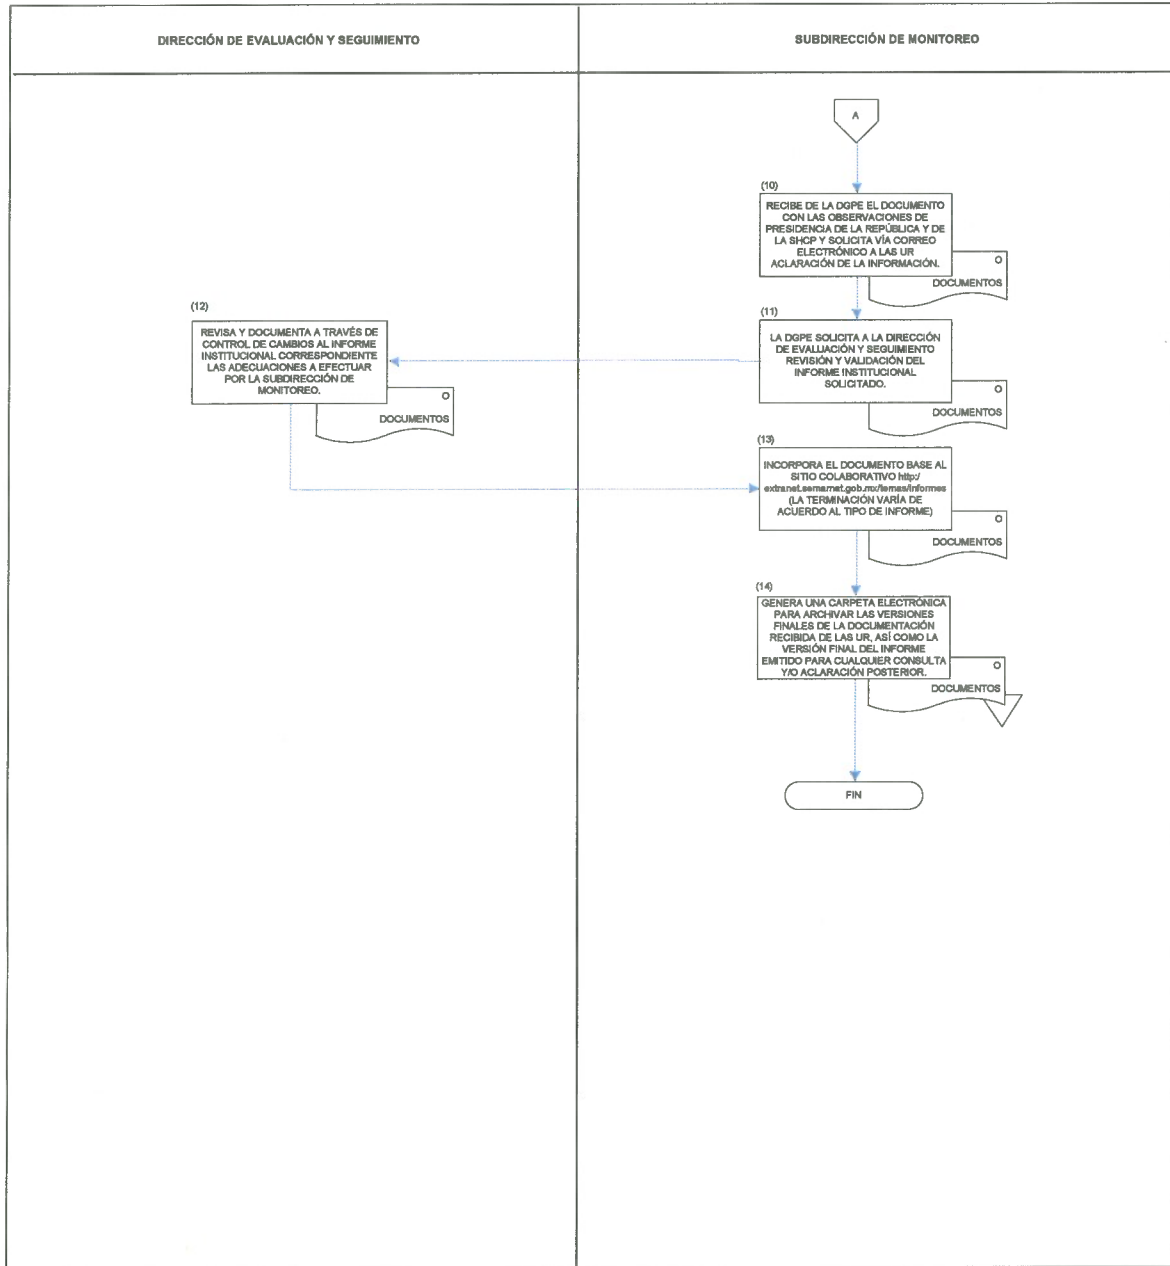 DIRECCIÓN DE EVALUACIÓN Y SEGUIMIENTO
SUBDIRECCIÓN DE MONITOREO
A
(10)
RECIBE DE LA DGPE EL DOCUMENTO
CON LAS OBSERVACIONES DE
PRESIDENCIA DE LA REPÚBLICA Y DE
LA SHCP Y SOLICITA VÍA CORREO
ELECTRÓNICO A LAS UR
ACLARACIÓN DE LA INFORMACIÓN.
O
DOCUMENTOS
(11)
LA DGPE SOLICITA A LA DIRECCIÓN
DE EVALUACIÓN Y SEGUIMIENTO
REVISIÓN Y VALIDACIÓN DEL
INFORME INSTITUCIONAL
SOLICITADO.
O
DOCUMENTOS
(12)
REVISA Y DOCUMENTA A TRAVÉS DE
CONTROL DE CAMBIOS AL INFORME
INSTITUCIONAL CORRESPONDIENTE
LAS ADECUACIONES A EFECTUAR
POR LA SUBDIRECCIÓN DE
MONITOREO.
O
DOCUMENTOS
(13)
INCORPORA EL DOCUMENTO BASE AL
SITIO COLABORATIVO http:/
extranet.semarnat.gob.mx/temas/informes
(LA TERMINACIÓN VARÍA DE
ACUERDO AL TIPO DE INFORME)
O
DOCUMENTOS
(14)
GENERA UNA CARPETA ELECTRÓNICA
PARA ARCHIVAR LAS VERSIONES
FINALES DE LA DOCUMENTACIÓN
RECIBIDA DE LAS UR, ASÍ COMO LA
VERSIÓN FINAL DEL INFORME
EMITIDO PARA CUALQUIER CONSULTA
Y/O ACLARACIÓN POSTERIOR.
O
DOCUMENTOS
FIN